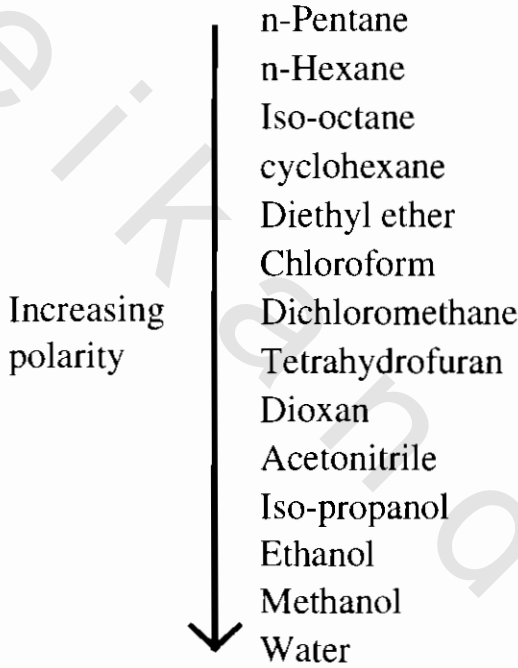 n-Pentane
n-Hexane
Iso-octane
cyclohexane
Diethyl ether
Chloroform
Increasing polarity
Dichloromethane
Tetrahydrofuran
Dioxan
Acetonitrile
Iso-propanol
Ethanol
Methanol
Water
e i k a n d